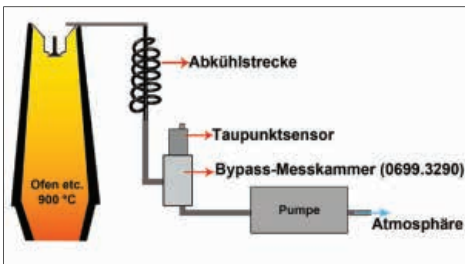 Abkühlstrecke
Taupunktsensor
Bypass-Messkammer (0699.3290)
Ofen etc.
900 °C
Pumpe
Atmosphäre